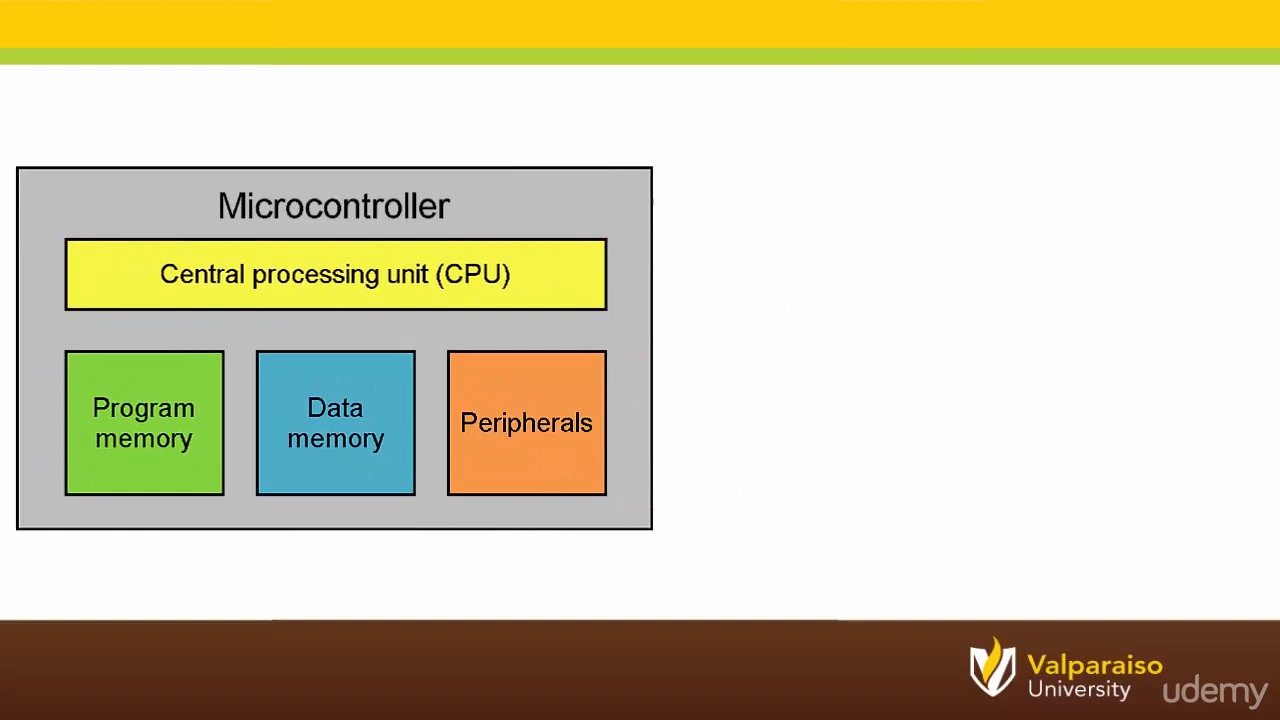 Microcontroller
Central processing unit (CPU)
Program
memory
Data
memory
Peripherals
Valparaiso
University
udemy